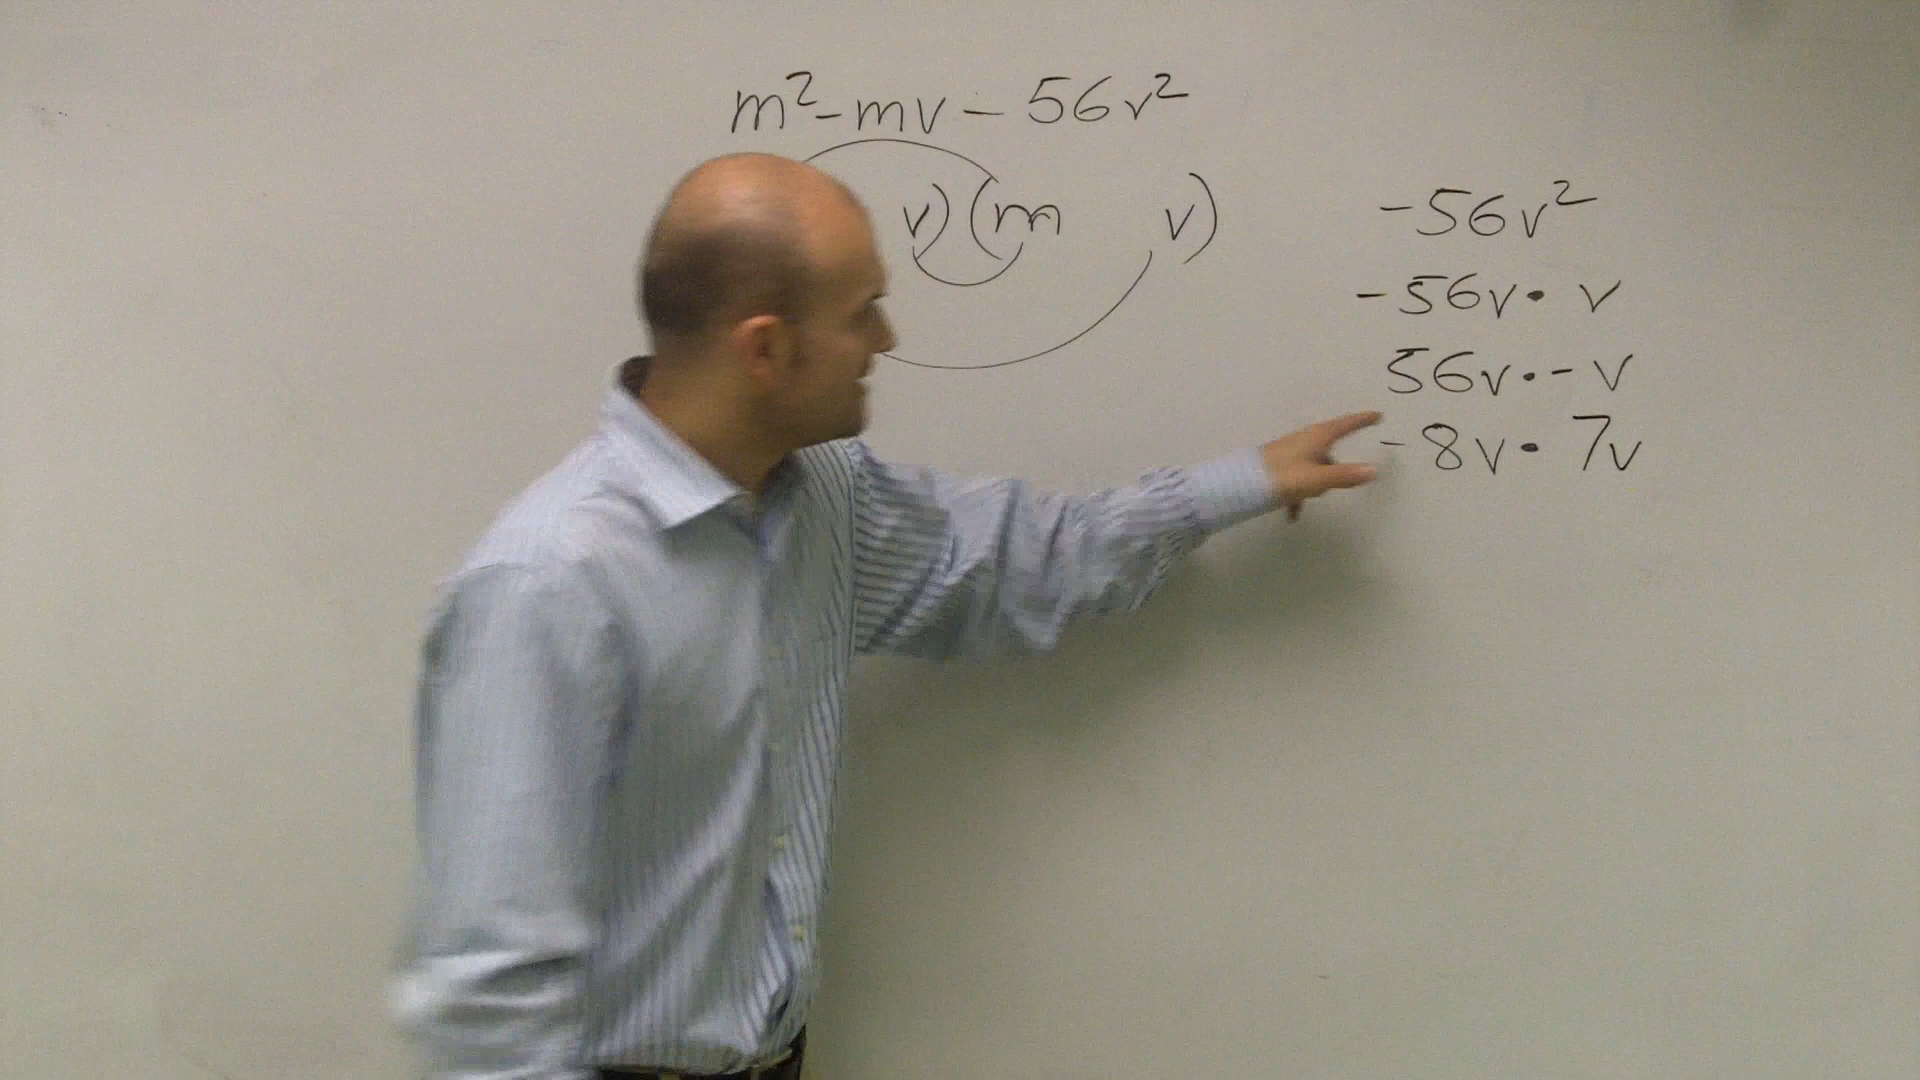 m² - mv - 56v²
v) (m v)
-56v²
-56v · v
56v · - v
-8v · 7v